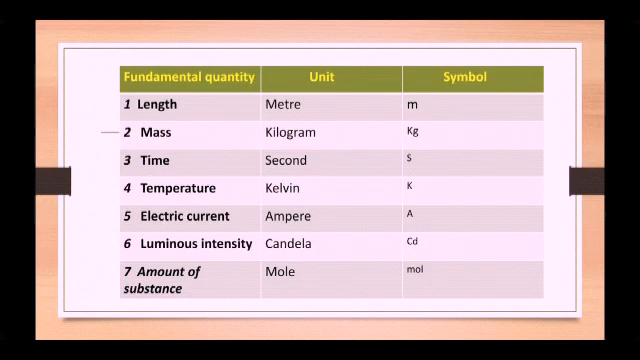 Fundamental quantity Unit Symbol
1 Length Metre m
2 Mass Kilogram Kg
3 Time Second S
4 Temperature Kelvin K
5 Electric current Ampere A
6 Luminous intensity Candela Cd
7 Amount of Mole mol
substance